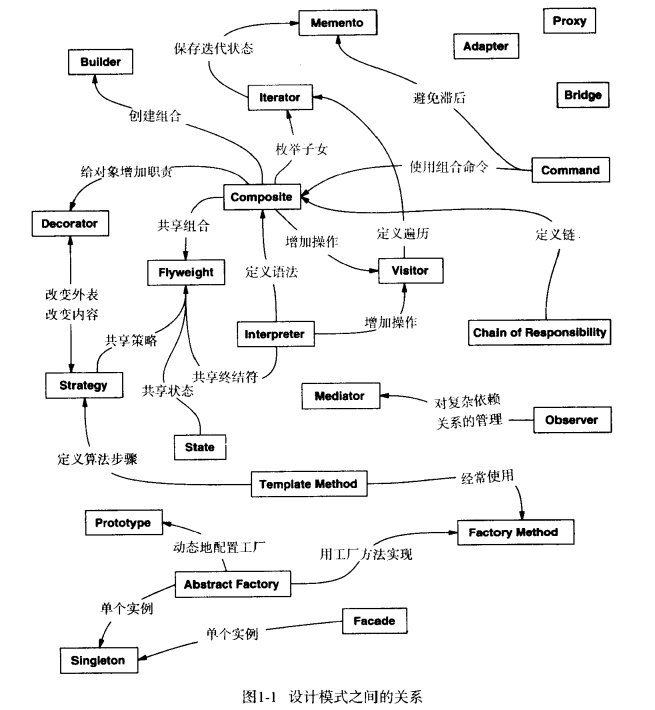 Memento
Proxy
Adapter
保存迭代状态
Builder
Iterator
避免滞后
Bridge
创建组合
枚举子女
给对象增加职责
使用组合命令
Command
Composite
Decorator
共享组合
增加操作
定义遍历
定义链
Flyweight
定义语法
Visitor
改变外表
改变内容
共享策略
Interpreter
增加操作
Chain of Responsibility
Strategy
共享状态
共享终结符
Mediator
对复杂依赖
关系的管理
Observer
State
定义算法步骤
Template Method
经常使用
Prototype
动态地配置工厂
用工厂方法实现
Factory Method
Abstract Factory
单个实例
单个实例
Facade
Singleton
图1-1 设计模式之间的关系